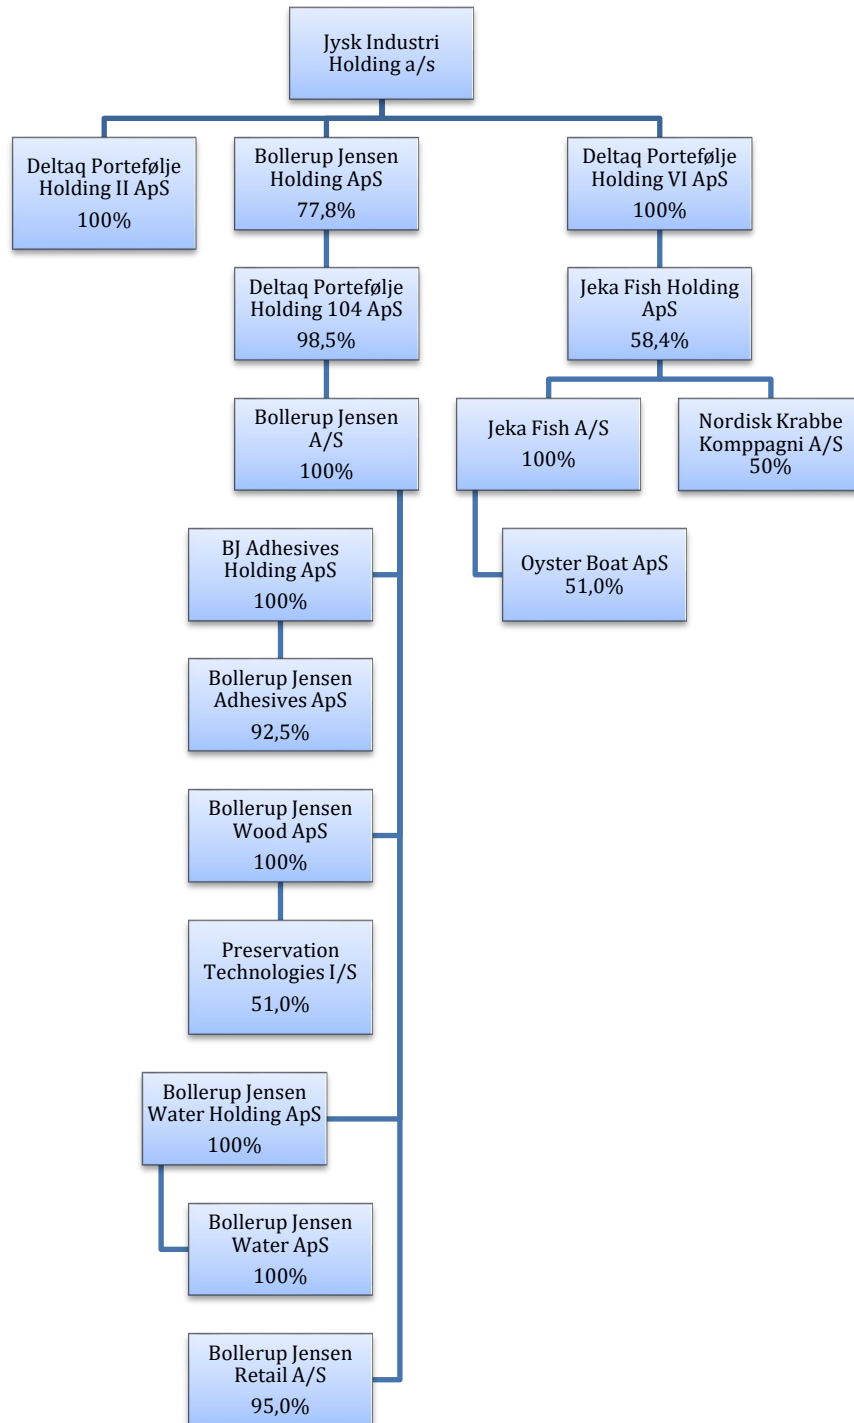 Jysk Industri
Holding a/s
Deltaq Portefølje
Holding II ApS
100%
Bollerup Jensen
Holding ApS
77,8%
Deltaq Portefølje
Holding VI ApS
100%
Deltaq Portefølje
Holding 104 ApS
98,5%
Jeka Fish Holding
ApS
58,4%
Bollerup Jensen
A/S
100%
Jeka Fish A/S
100%
Nordisk Krabbe
Komppagni A/S
50%
BJ Adhesives
Holding ApS
100%
Oyster Boat ApS
51,0%
Bollerup Jensen
Adhesives ApS
92,5%
Bollerup Jensen
Wood ApS
100%
Preservation
Technologies I/S
51,0%
Bollerup Jensen
Water Holding ApS
100%
Bollerup Jensen
Water ApS
100%
Bollerup Jensen
Retail A/S
95,0%